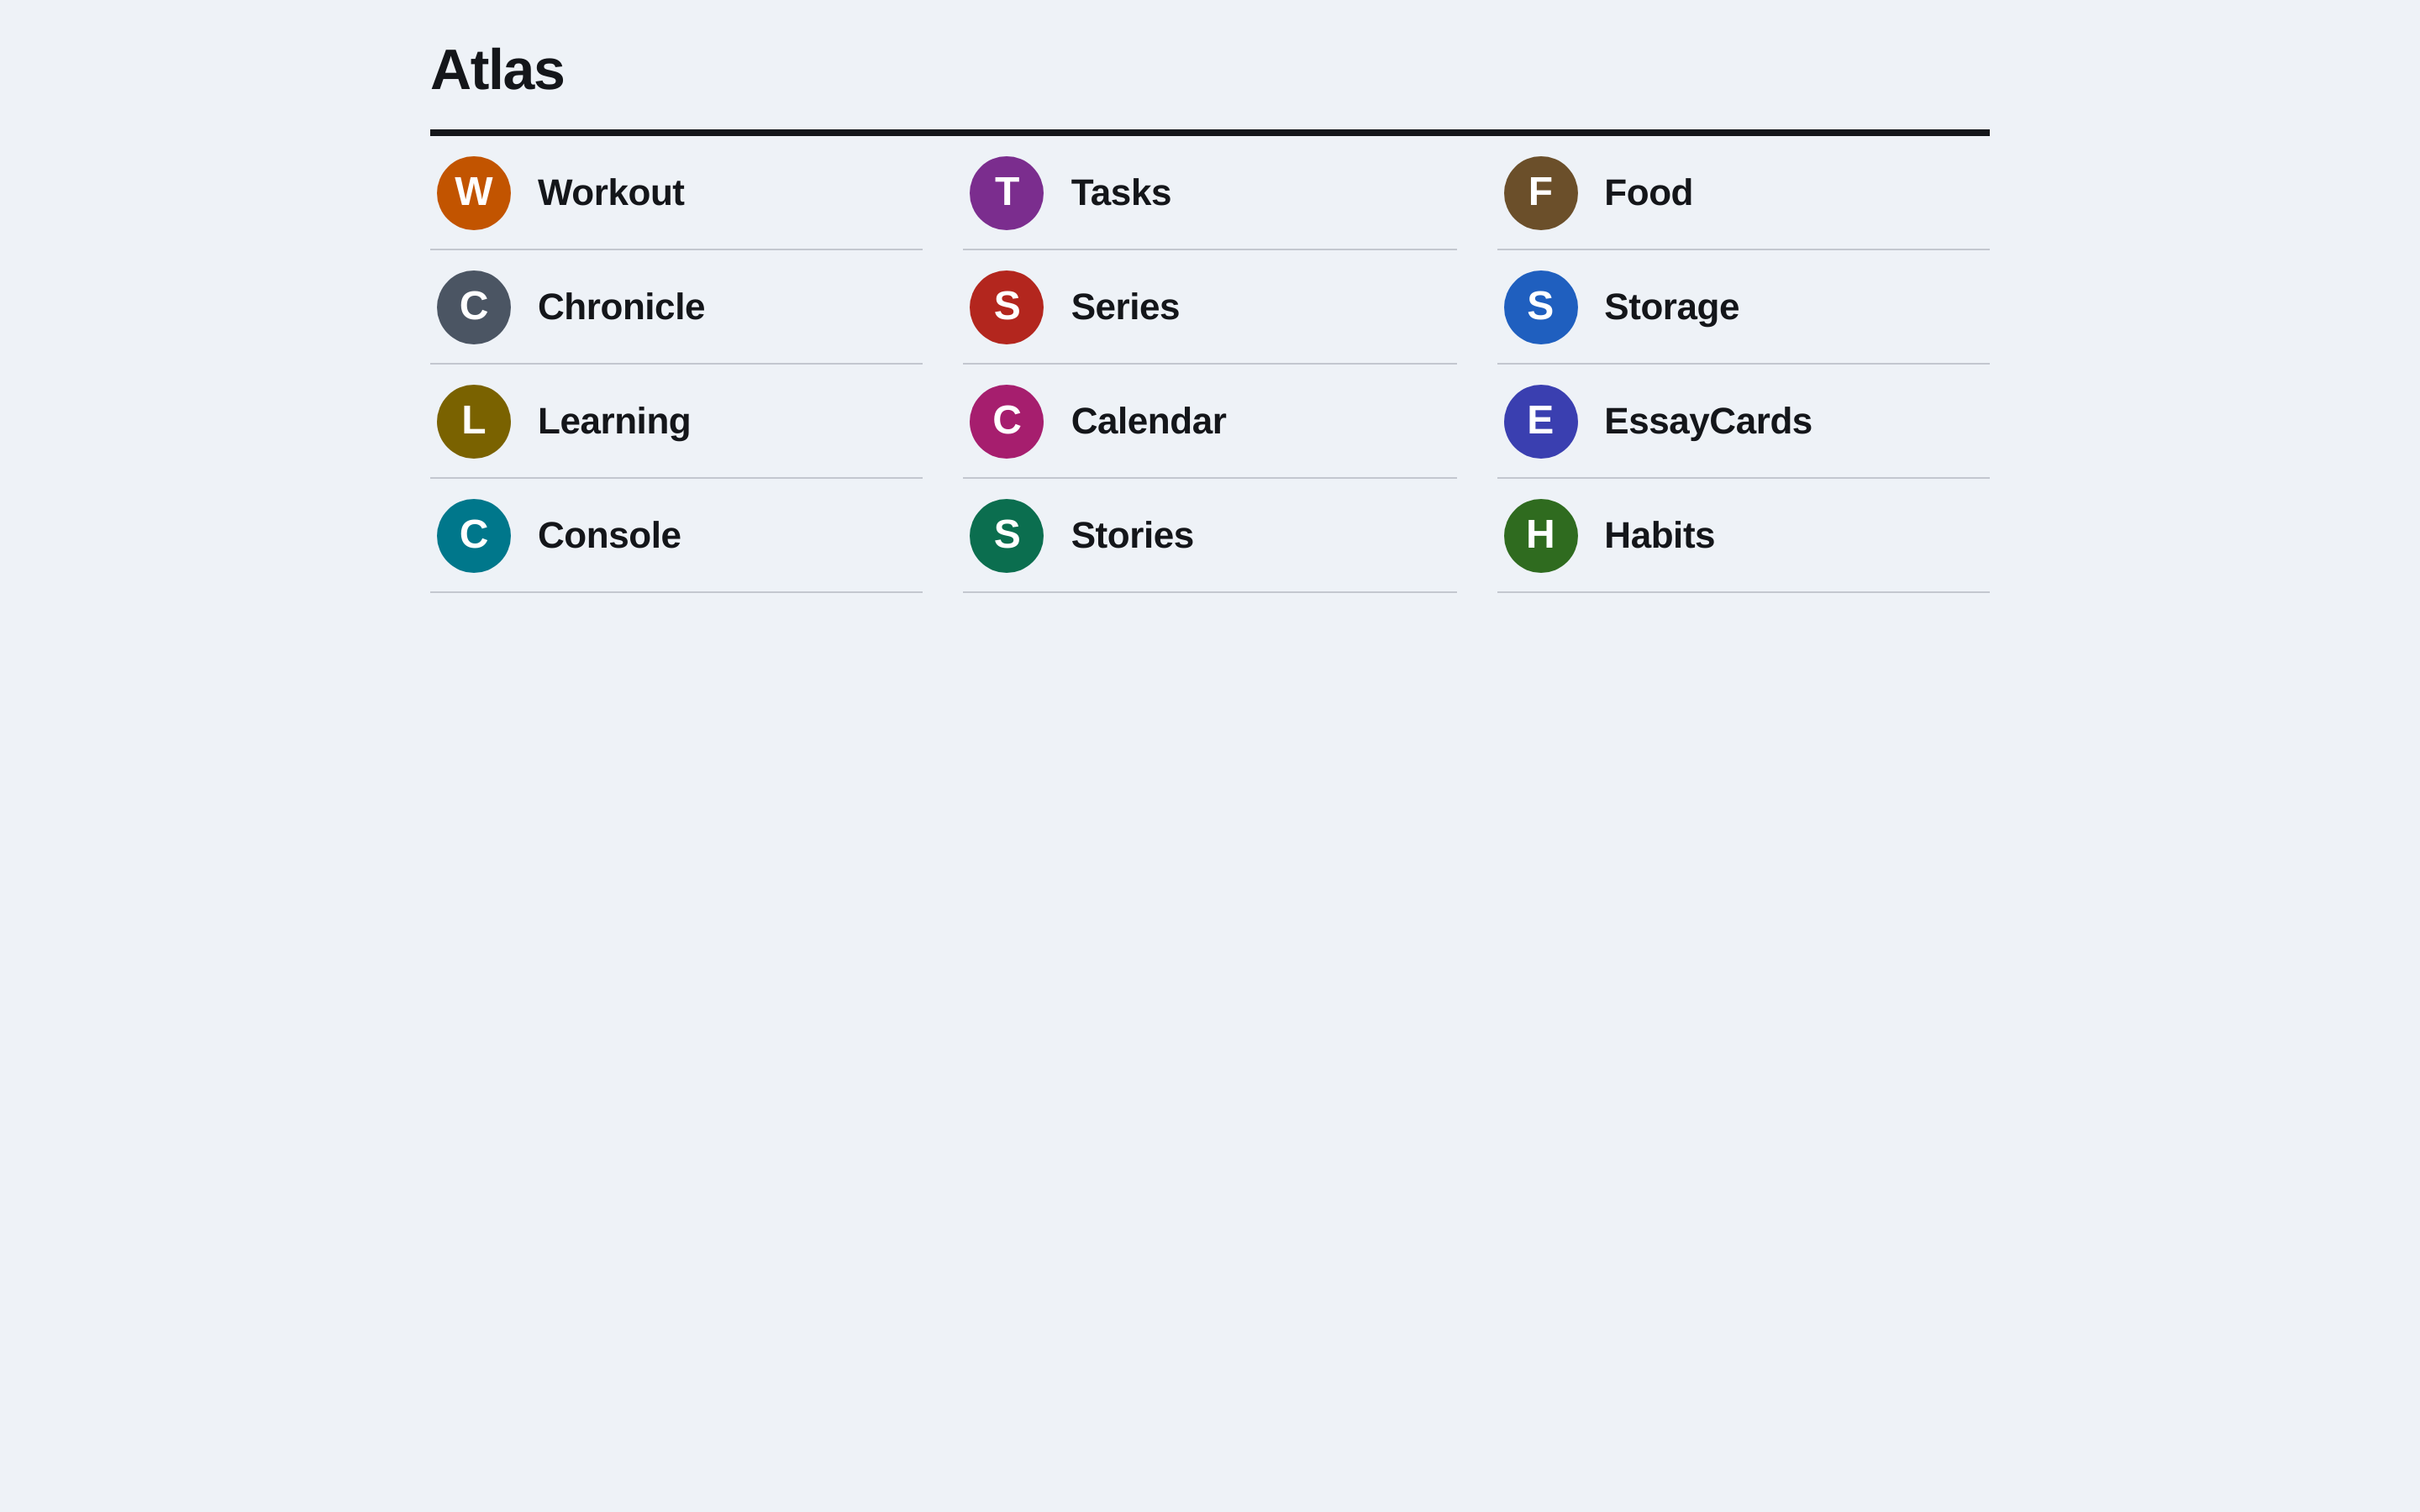 Atlas
W Workout
T Tasks
F Food
C Chronicle
S Series
S Storage
L Learning
C Calendar
E EssayCards
C Console
S Stories
H Habits